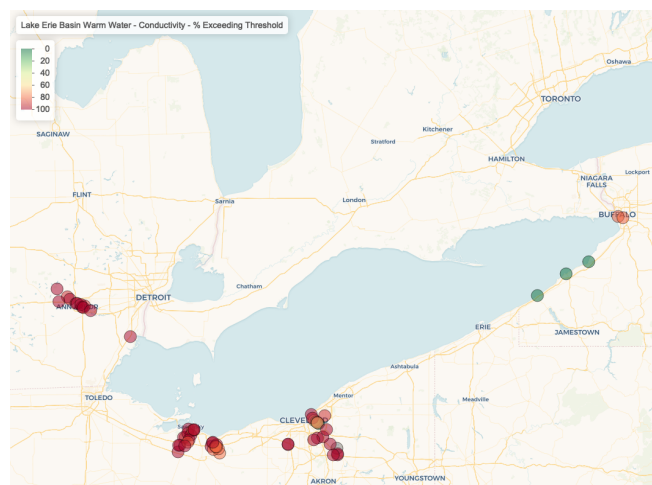 Lake Erie Basin Warm Water - Conductivity - % Exceeding Threshold
0
20
40
60
80
100
Oshawa
TORONTO
SAGINAW
Kitchener
Stratford
HAMILTON
NIAGARA
FALLS
Lockport
FLINT
Sarnia
London
BUFFALO
Chatham
DETROIT
ERIE
JAMESTOWN
Ashtabula
Mentor
Meadville
TOLEDO
AKRON
YOUNGSTOWN